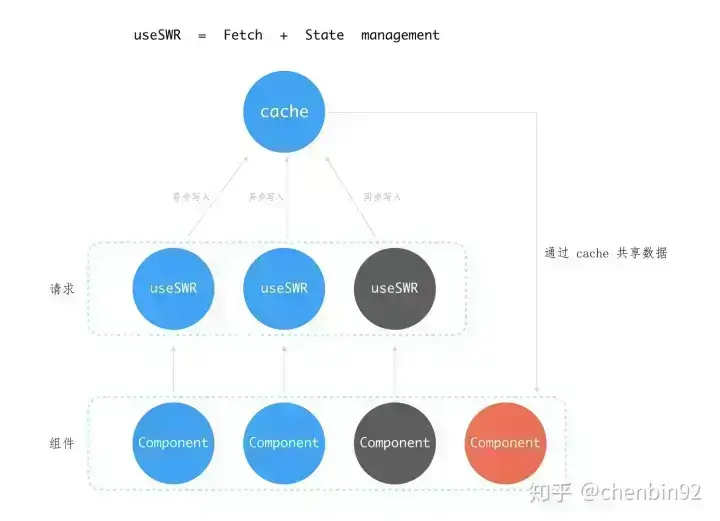 useSWR = Fetch + State management
cache
异步写入 异步写入 同步写入
通过 cache 共享数据
请求 useSWR useSWR useSWR
组件 Component Component Component Component
知乎 @chenbin92